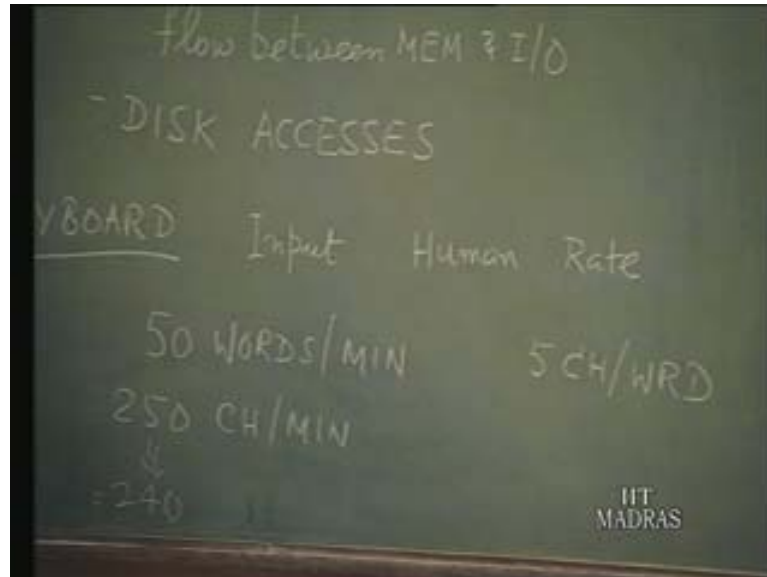 flow between MEM & I/O
- DISK ACCESSES
YBOARD Input Human Rate
50 WORDS/MIN 5 CH/WRD
250 CH/MIN
⇓
= 240
IIT
MADRAS